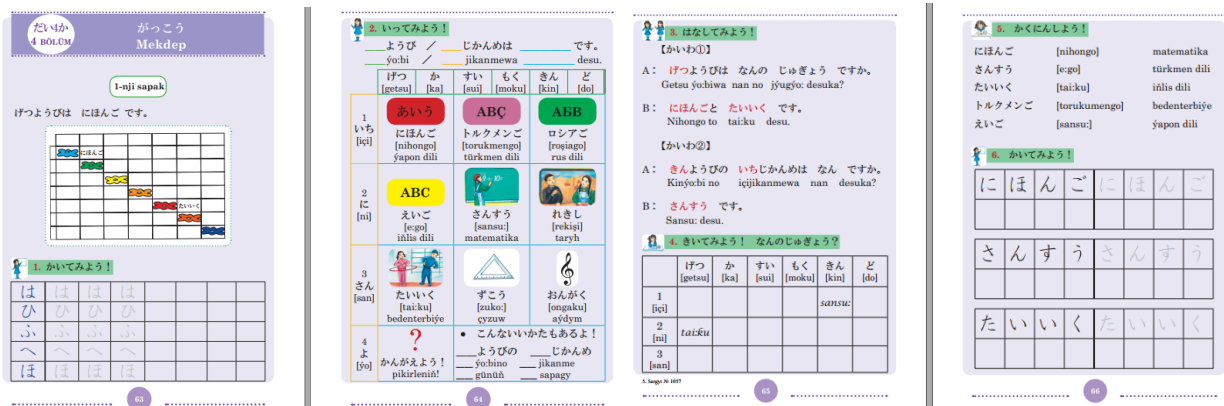 だい4か
4 BÖLÜM
がっこう
Mekdep
1-nji sapak
げつようびは にほんご です。
にほんご
たいいく
1. かいてみよう！
は は は は
ひ ひ ひ ひ
ふ ふ ふ ふ
へ へ へ へ
ほ ほ ほ ほ
63
2. いってみよう！
____ようび ／ ____じかんめは ________ です。
____ýo:bi / ____ jikanmewa ________ desu.
げつ か すい もく きん ど
[getsu] [ka] [sui] [moku] [kin] [do]
1
いち
[içi]
あいう
にほんご
[nihongo]
ýapon dili
ABÇ
トルクメンご
[torukmengo]
türkmen dili
АБВ
ロシアご
[roşiago]
rus dili
2
に
[ni]
ABC
えいご
[e:go]
iňlis dili
さんすう
[sansu:]
matematika
れきし
[rekişi]
taryh
3
さん
[san]
たいいく
[tai:ku]
bedenterbiýe
ずこう
[zuko:]
çyzuw
おんがく
[ongaku]
aýdym
4
よ
[ýo]
?
かんがえよう！
pikirleniň!
• こんないいかたもあるよ！
____ようびの ____じかんめ
____ ýo:bino ____ jikanme
____ günüň ____ sapagy
64
3. はなしてみよう！
【かいわ①】
A： げつようびは なんの じゅぎょう ですか。
Getsu ýo:biwa nan no jýugýo: desuka?
B： にほんごと たいいく です。
Nihongo to tai:ku desu.
【かいわ②】
A： きんようびの いちじかんめは なん ですか。
Kinýo:bi no içijikanmewa nan desuka?
B： さんすう です。
Sansu: desu.
4. きいてみよう！ なんのじゅぎょう？
げつ か すい もく きん ど
[getsu] [ka] [sui] [moku] [kin] [do]
1
[içi]
sansu:
2
[ni]
tai:ku
3
[san]
5. Sargyt № 1037
65
5. かくにんしよう！
にほんご [nihongo] matematika
さんすう [e:go] türkmen dili
たいいく [tai:ku] iňlis dili
トルクメンご [torukumengo] bedenterbiýe
えいご [sansu:] ýapon dili
6. かいてみよう！
にほんご にほんご
さんすう さんすう
たいいく たいいく
66